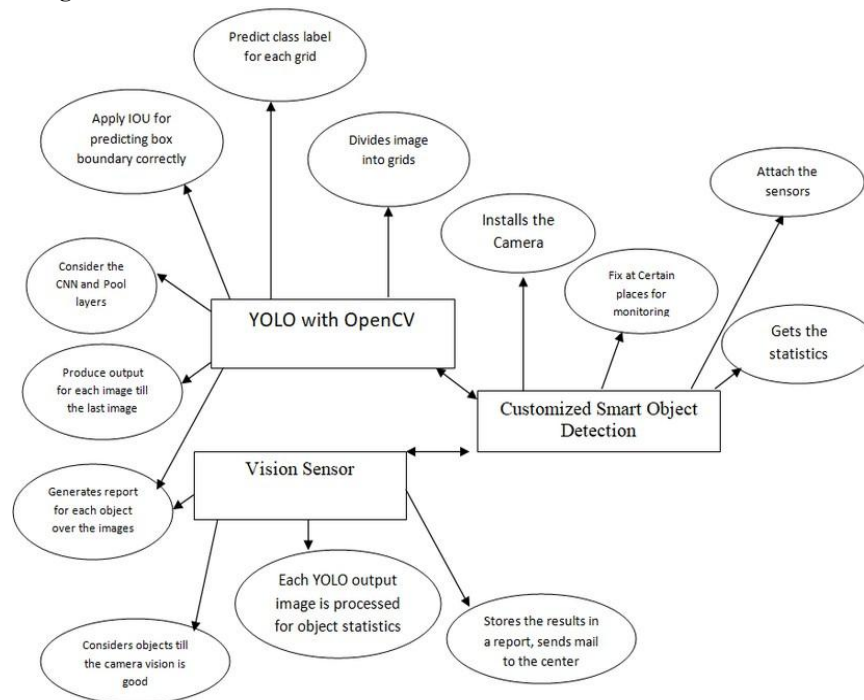 Predict class label
for each grid
Apply IOU for
predicting box
boundary correctly
Divides image
into grids
Attach the
sensors
Installs the
Camera
Consider the
CNN and Pool
layers
Fix at Certain
places for
monitoring
YOLO with OpenCV
Gets the
statistics
Produce output
for each image till
the last image
Customized Smart Object
Detection
Vision Sensor
Generates report
for each object
over the images
Each YOLO output
image is processed
for object statistics
Stores the results in
a report, sends mail
to the center
Considers objects till
the camera vision is
good